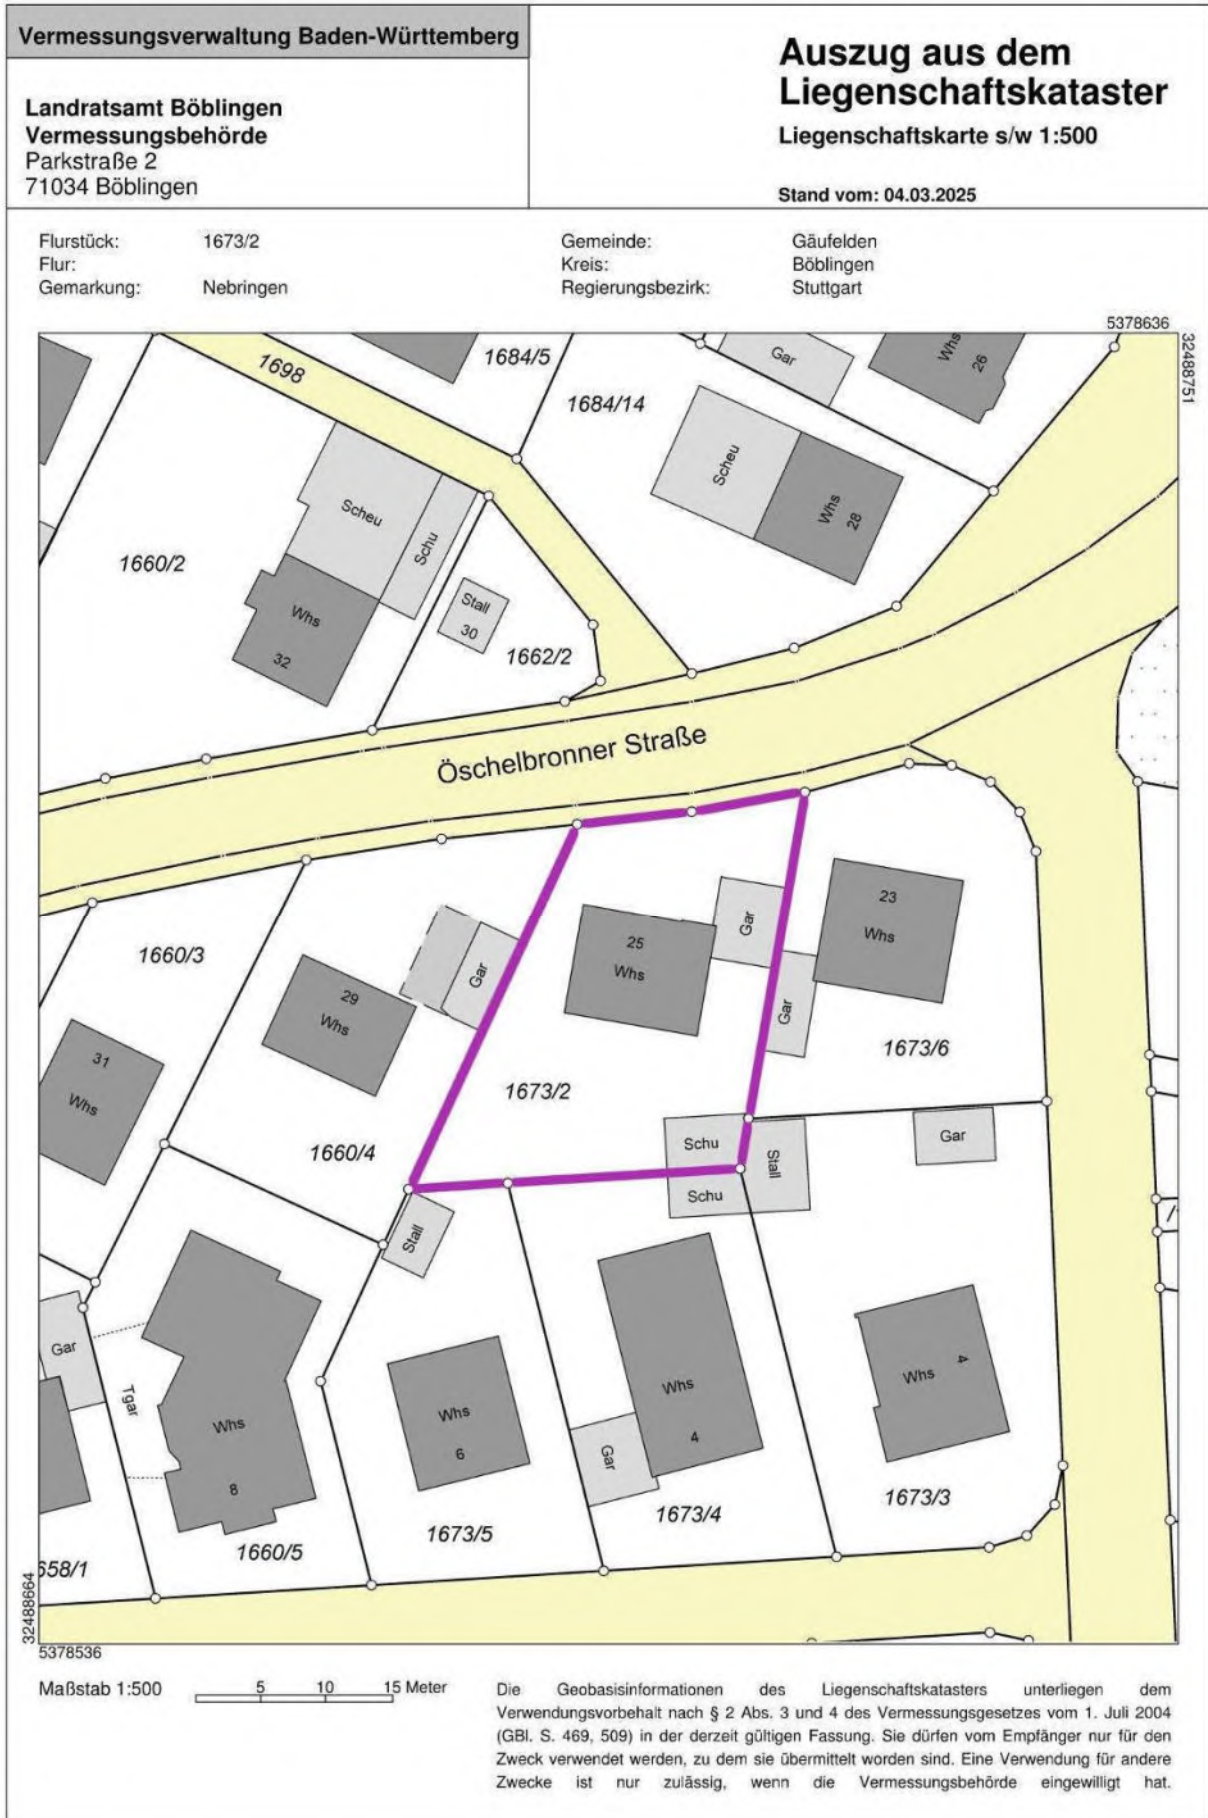 Vermessungsverwaltung Baden-Württemberg
Landratsamt Böblingen
Vermessungsbehörde
Parkstraße 2
71034 Böblingen
Auszug aus dem
Liegenschaftskataster
Liegenschaftskarte s/w 1:500
Stand vom: 04.03.2025
Flurstück: 1673/2
Flur:
Gemarkung: Nebringen
Gemeinde: Gäufelden
Kreis: Böblingen
Regierungsbezirk: Stuttgart
5378636
32488751
1698
1684/5
1684/14
Gar
Whs
26
Scheu
Whs
28
Scheu
Schu
1660/2
Whs
32
Stall
30
1662/2
Öschelbronner Straße
1660/3
Gar
29
Whs
31
Whs
25
Whs
Gar
23
Whs
Gar
1673/6
1673/2
1660/4
Schu
Stall
Schu
Gar
Stall
Gar
Tgar
Whs
8
Whs
6
Whs
4
Gar
Whs
4
1673/3
1673/4
1673/5
1660/5
658/1
32488664
5378536
Maßstab 1:500
5 10 15 Meter
Die Geobasisinformationen des Liegenschaftskatasters unterliegen dem
Verwendungsvorbehalt nach § 2 Abs. 3 und 4 des Vermessungsgesetzes vom 1. Juli 2004
(GBl. S. 469, 509) in der derzeit gültigen Fassung. Sie dürfen vom Empfänger nur für den
Zweck verwendet werden, zu dem sie übermittelt worden sind. Eine Verwendung für andere
Zwecke ist nur zulässig, wenn die Vermessungsbehörde eingewilligt hat.